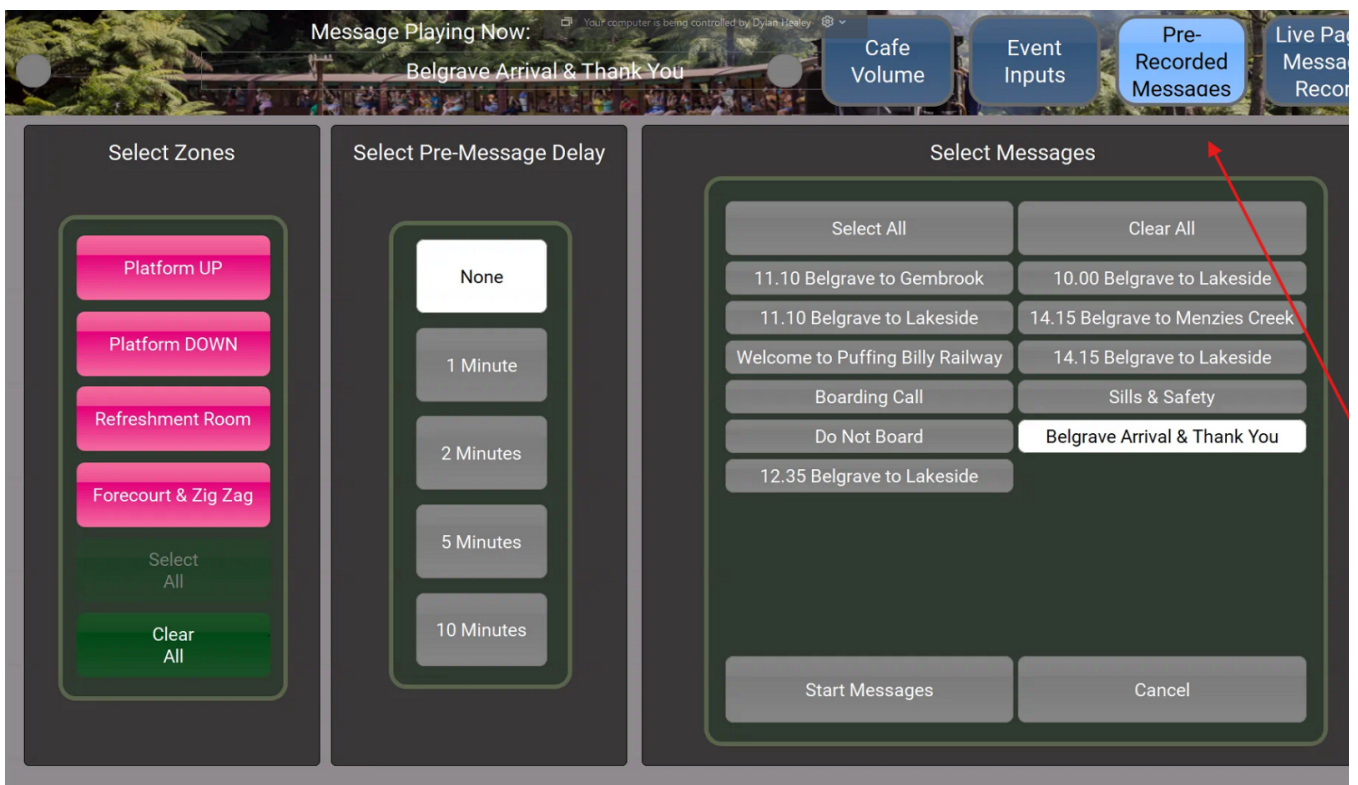 Message Playing Now:
Your computer is being controlled by Dylan Healey
Belgrave Arrival & Thank You
Cafe
Volume
Event
Inputs
Pre-
Recorded
Messages
Live Pag
Messa
Recor
Select Zones
Platform UP
Platform DOWN
Refreshment Room
Forecourt & Zig Zag
Select
All
Clear
All
Select Pre-Message Delay
None
1 Minute
2 Minutes
5 Minutes
10 Minutes
Select Messages
Select All
Clear All
11.10 Belgrave to Gembrook
10.00 Belgrave to Lakeside
11.10 Belgrave to Lakeside
14.15 Belgrave to Menzies Creek
Welcome to Puffing Billy Railway
14.15 Belgrave to Lakeside
Boarding Call
Sills & Safety
Do Not Board
Belgrave Arrival & Thank You
12.35 Belgrave to Lakeside
Start Messages
Cancel